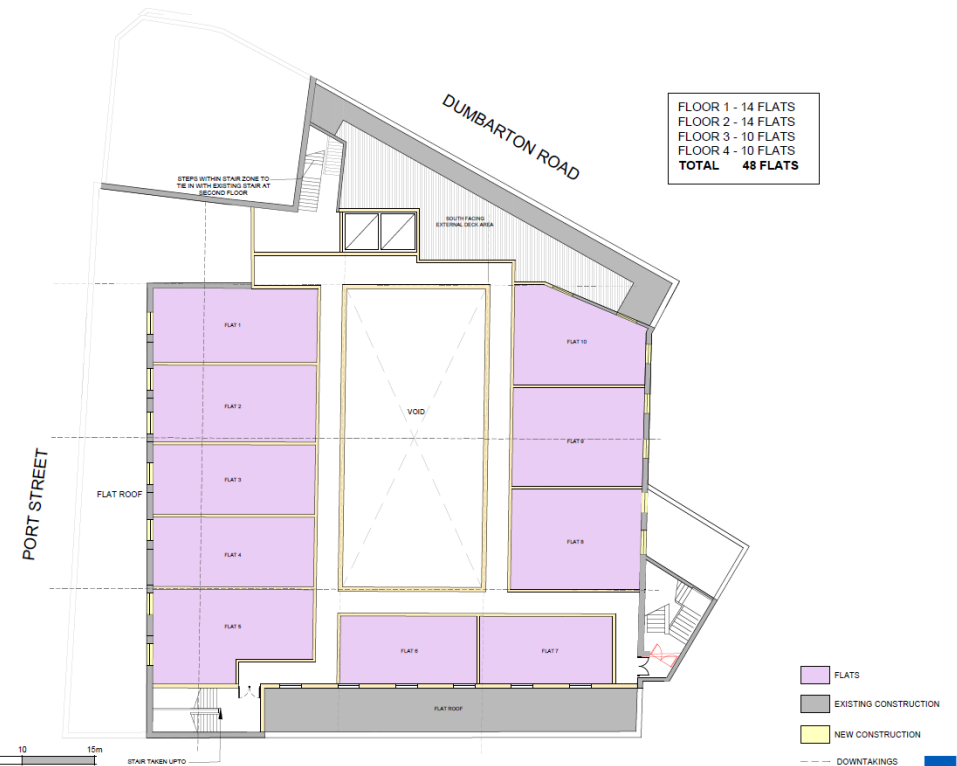 DUMBARTON ROAD
FLOOR 1 - 14 FLATS
FLOOR 2 - 14 FLATS
FLOOR 3 - 10 FLATS
FLOOR 4 - 10 FLATS
TOTAL 48 FLATS
STEPS WITHIN STAIR ZONE TO
TIE IN WITH EXISTING STAIR AT
SECOND FLOOR
SOUTH FACING
EXTERNAL DECK AREA
FLAT 1
FLAT 10
FLAT 2
VOID
FLAT 9
FLAT 3
PORT STREET
FLAT ROOF
FLAT 4
FLAT 8
FLAT 5
FLAT 6
FLAT 7
FLAT ROOF
FLATS
EXISTING CONSTRUCTION
NEW CONSTRUCTION
DOWNTAKINGS
10
15m
STAIR TAKEN UPTO